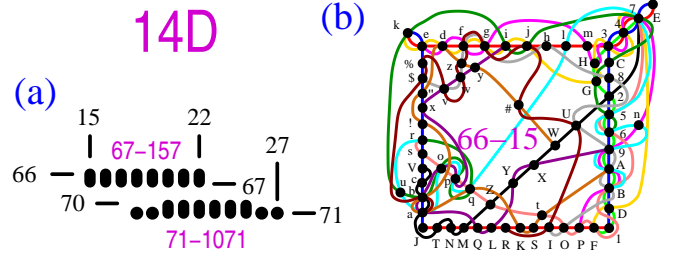 14D
(a)
15
22
27
67-157
66
67
70
71
71-1071
(b)
k
e d f g i j h l m 3 4 7 E
%
$
z
y
v
w
H
C
8
G
"
x
2
#
U
n
!
5
r
6
66-15
s
W
9
V
o
X
A
c
p
Y
u
b
q
B
Z
a
t
D
J T N M Q L R K S I O P F 1